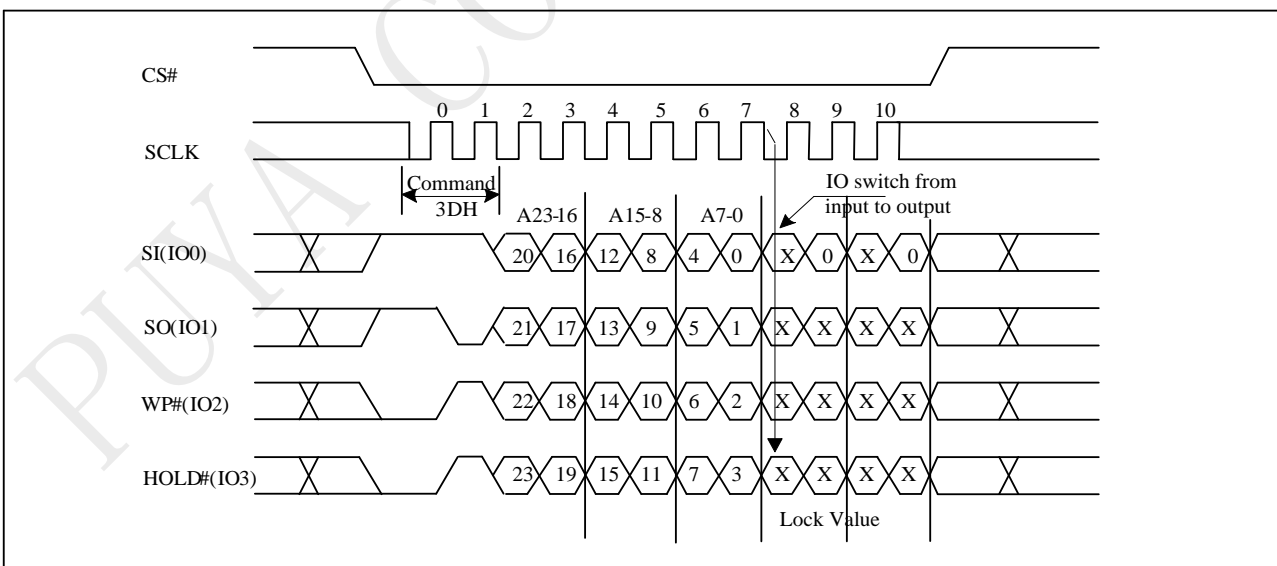 PUYA CO
CS#
0 1 2 3 4 5 6 7 8 9 10
SCLK
Command
3DH
IO switch from
input to output
A23-16 A15-8 A7-0
SI(IO0) 20 16 12 8 4 0 X 0 X 0
SO(IO1) 21 17 13 9 5 1 X X X X
WP#(IO2) 22 18 14 10 6 2 X X X X
HOLD#(IO3) 23 19 15 11 7 3 X X X X
Lock Value